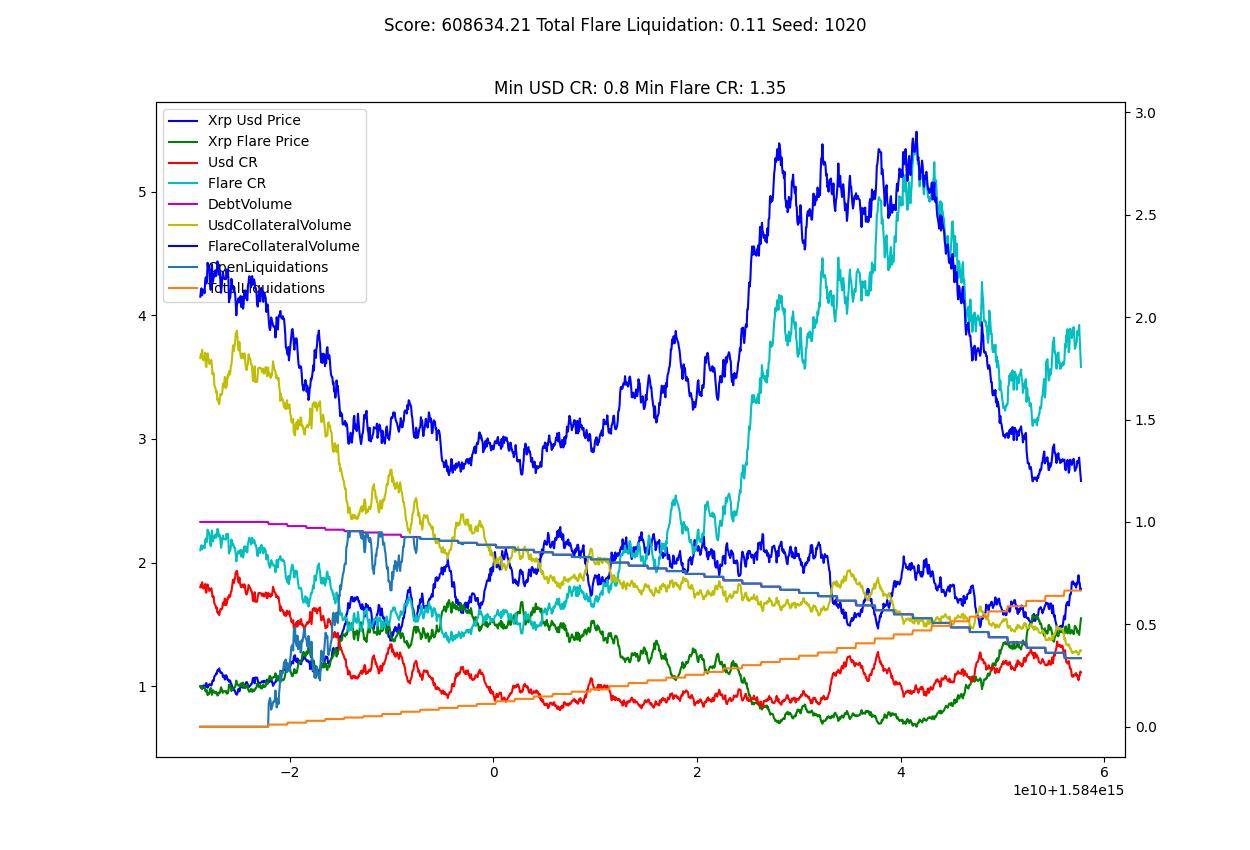 Score: 608634.21 Total Flare Liquidation: 0.11 Seed: 1020
Min USD CR: 0.8 Min Flare CR: 1.35
Xrp Usd Price
Xrp Flare Price
Usd CR
Flare CR
DebtVolume
UsdCollateralVolume
FlareCollateralVolume
OpenLiquidations
TotalLiquidations
5
4
3
2
1
3.0
2.5
2.0
1.5
1.0
0.5
0.0
−2
0
2
4
6
1e10+1.584e15